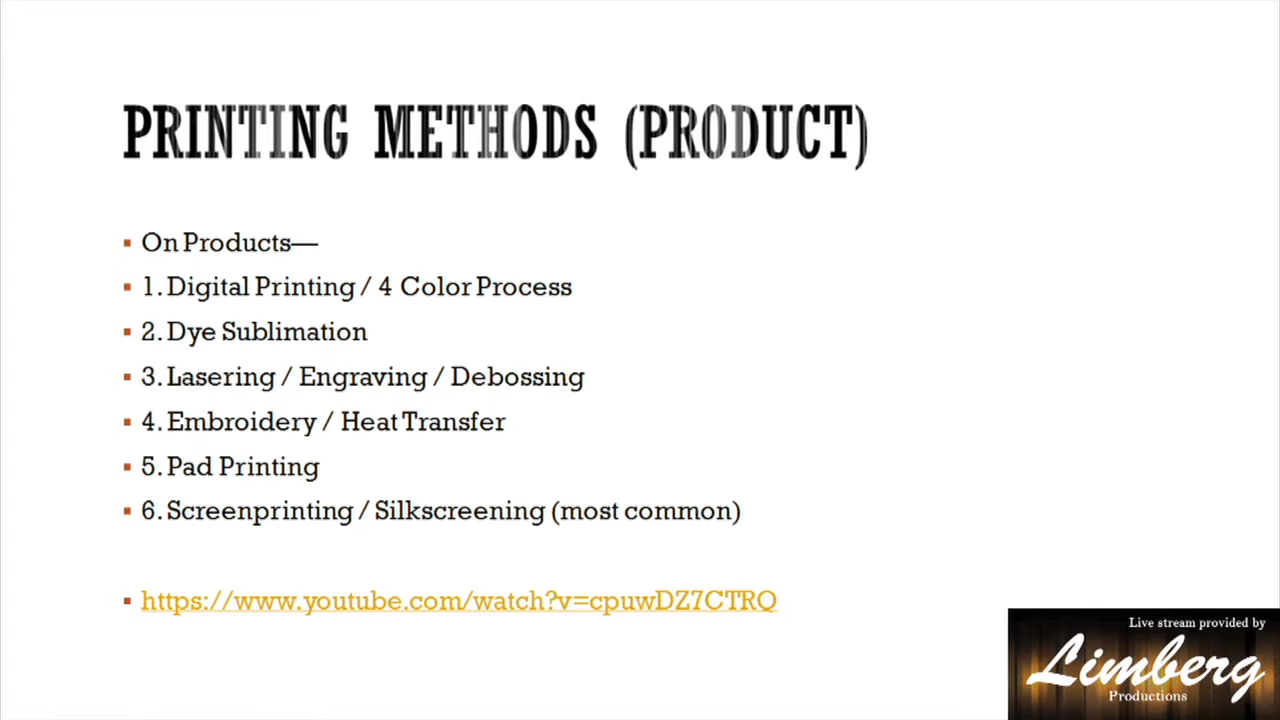 PRINTING METHODS (PRODUCT)
On Products—
1. Digital Printing / 4 Color Process
2. Dye Sublimation
3. Lasering / Engraving / Debossing
4. Embroidery / Heat Transfer
5. Pad Printing
6. Screenprinting / Silkscreening (most common)
https://www.youtube.com/watch?v=cpuwDZ7CTRQ
Live stream provided by
Limberg
Productions